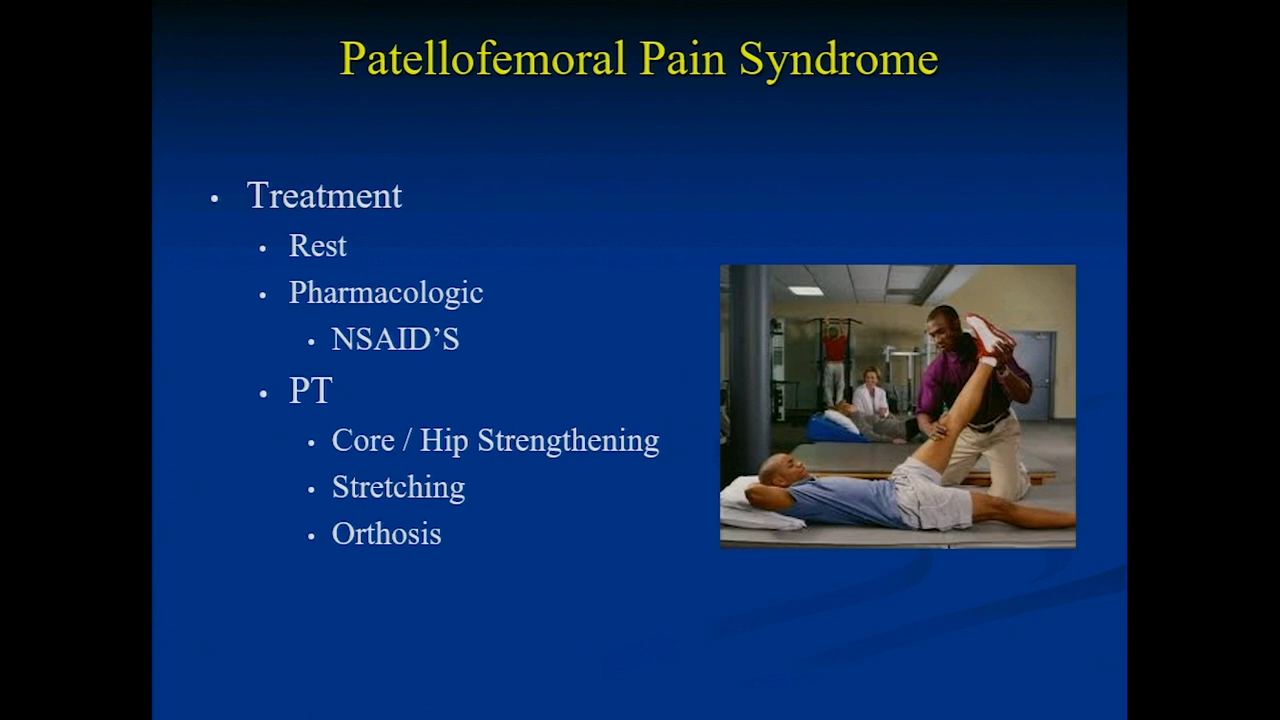 Patellofemoral Pain Syndrome
• Treatment
• Rest
• Pharmacologic
• NSAID’S
• PT
• Core / Hip Strengthening
• Stretching
• Orthosis